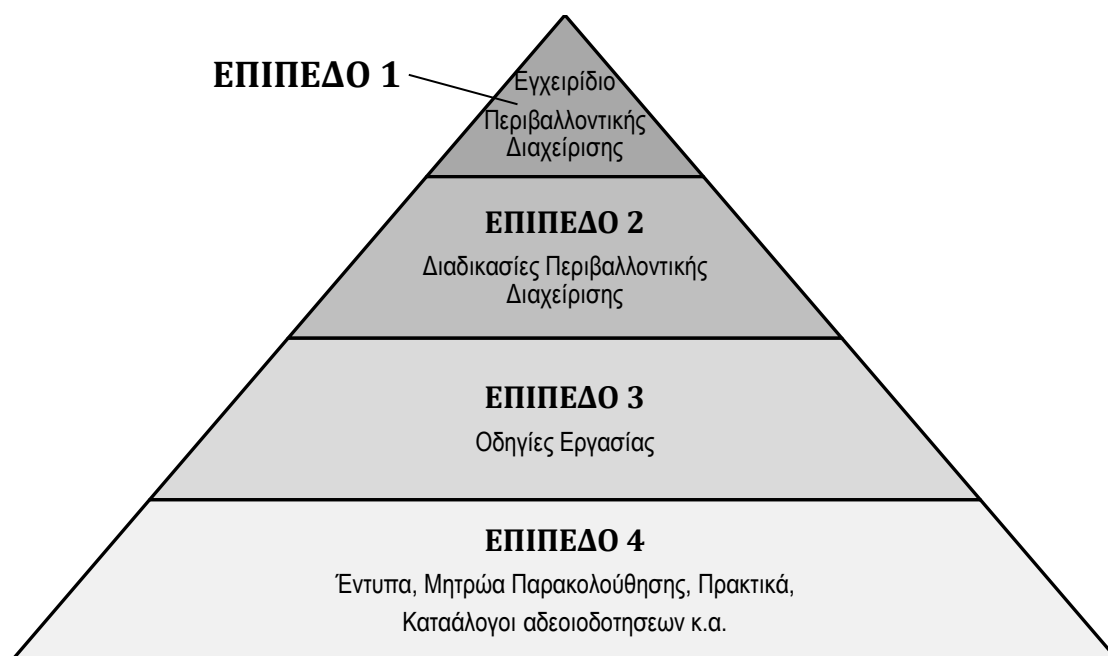 ΕΠΙΠΕΔΟ 1
Εγχειρίδιο
Περιβαλλοντικής
Διαχείρισης
ΕΠΙΠΕΔΟ 2
Διαδικασίες Περιβαλλοντικής
Διαχείρισης
ΕΠΙΠΕΔΟ 3
Οδηγίες Εργασίας
ΕΠΙΠΕΔΟ 4
Έντυπα, Μητρώα Παρακολούθησης, Πρακτικά,
Καταάλογοι αδεοιοδοτησεων κ.α.